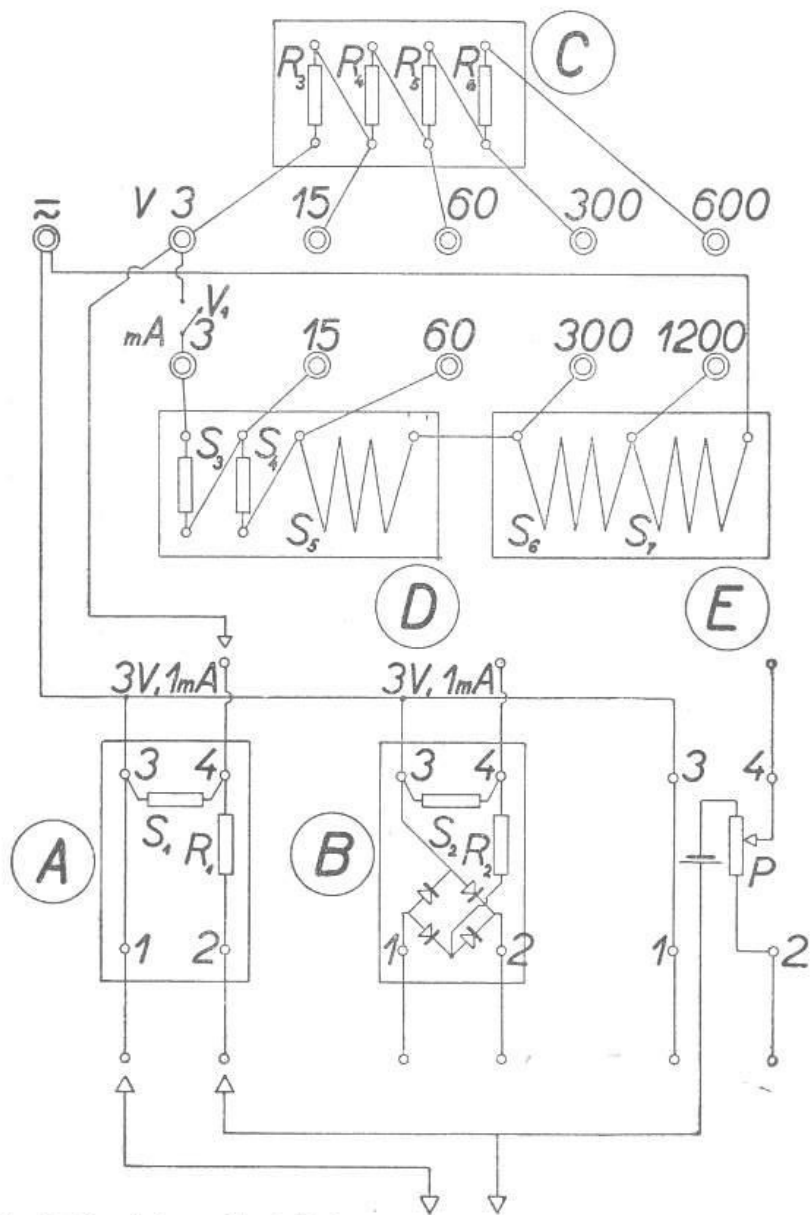 R₃ R₄ R₅ R₆ C
≂ V 3 15 60 300 600
V₁
mA 3 15 60 300 1200
S₃ S₄ S₅ S₆ S₇
D E
3V, 1mA 3V, 1mA
3 4 3 4 3 4
S₁ R₁ S₂ R₂
A B P
1 2 1 2 1 2